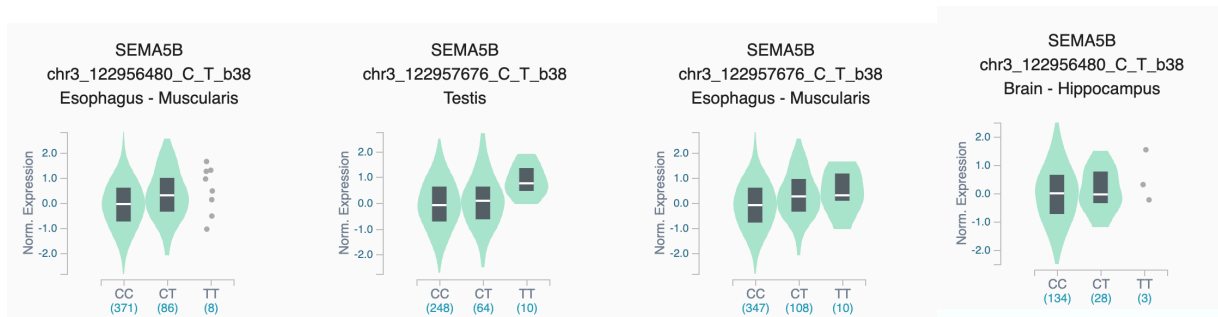 SEMA5B
chr3_122956480_C_T_b38
Esophagus - Muscularis
Norm. Expression
2.0
1.0
0.0
-1.0
-2.0
CC CT TT
(371) (86) (8)
SEMA5B
chr3_122957676_C_T_b38
Testis
Norm. Expression
2.0
1.0
0.0
-1.0
-2.0
CC CT TT
(248) (64) (10)
SEMA5B
chr3_122957676_C_T_b38
Esophagus - Muscularis
Norm. Expression
2.0
1.0
0.0
-1.0
-2.0
CC CT TT
(347) (108) (10)
SEMA5B
chr3_122956480_C_T_b38
Brain - Hippocampus
Norm. Expression
2.0
1.0
0.0
-1.0
-2.0
CC CT TT
(134) (28) (3)